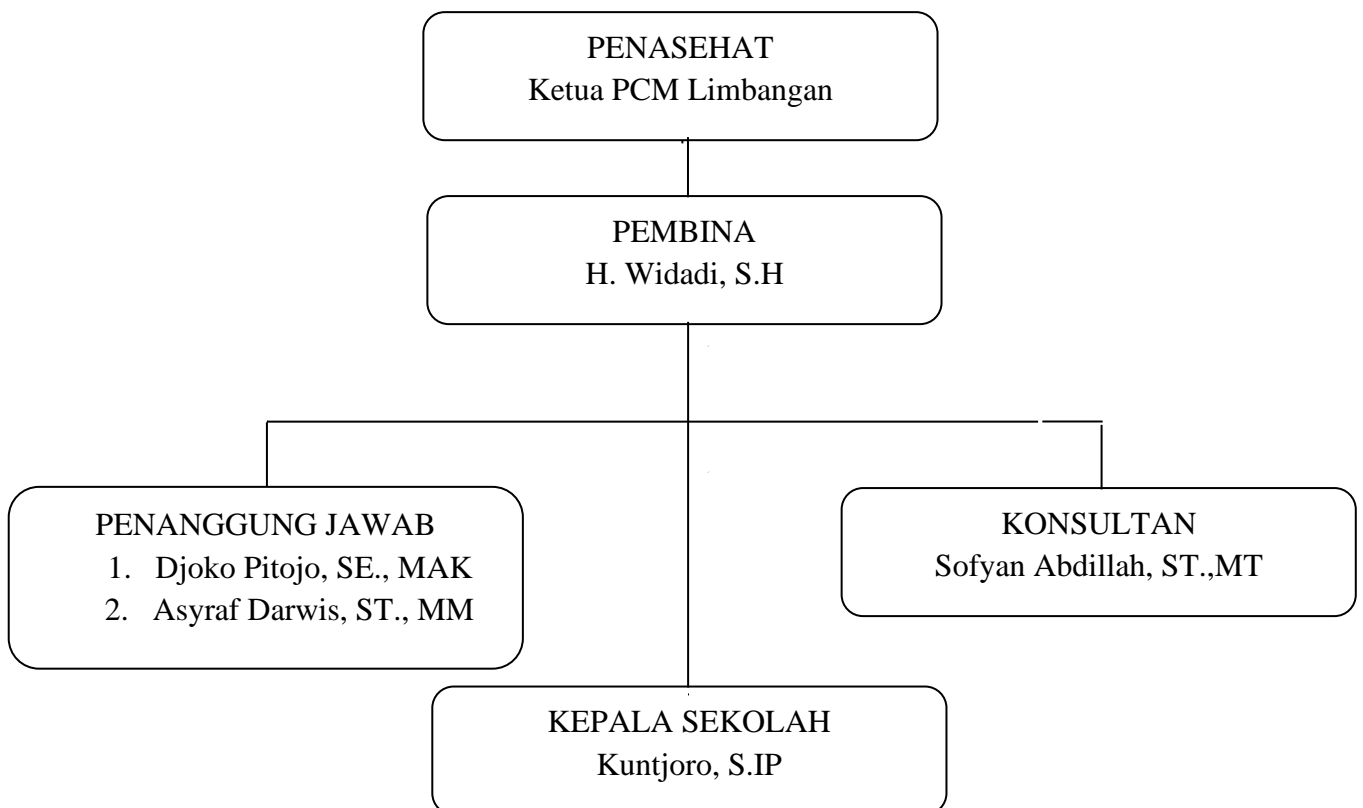 PENASEHAT
Ketua PCM Limbangan
PEMBINA
H. Widadi, S.H
PENANGGUNG JAWAB
1. Djoko Pitojo, SE., MAK
2. Asyraf Darwis, ST., MM
KONSULTAN
Sofyan Abdillah, ST.,MT
KEPALA SEKOLAH
Kuntjoro, S.IP